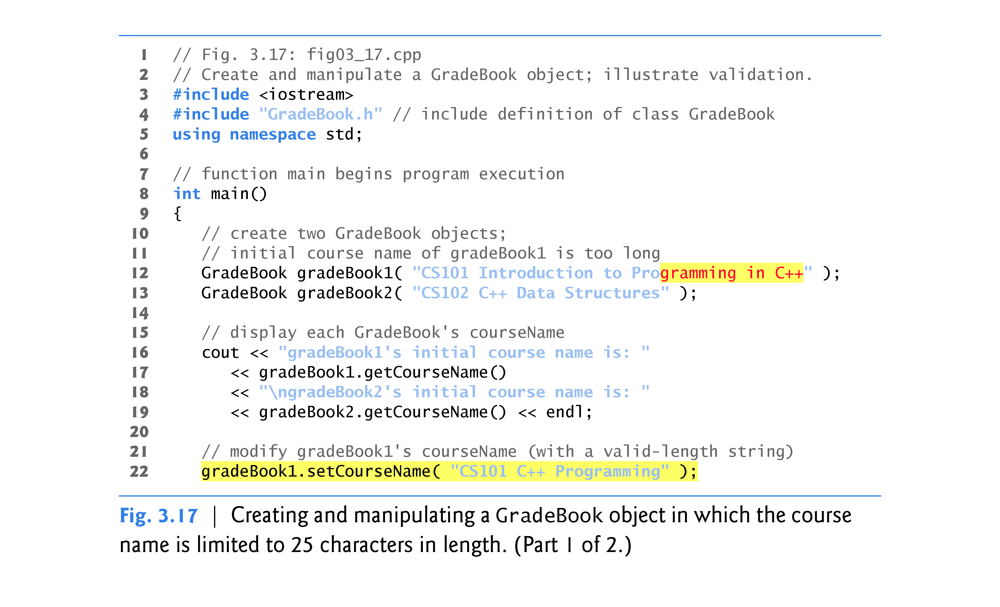 1 // Fig. 3.17: fig03_17.cpp
2 // Create and manipulate a GradeBook object; illustrate validation.
3 #include <iostream>
4 #include "GradeBook.h" // include definition of class GradeBook
5 using namespace std;
6
7 // function main begins program execution
8 int main()
9 {
10    // create two GradeBook objects;
11    // initial course name of gradeBook1 is too long
12    GradeBook gradeBook1( "CS101 Introduction to Programming in C++" );
13    GradeBook gradeBook2( "CS102 C++ Data Structures" );
14
15    // display each GradeBook's courseName
16    cout << "gradeBook1's initial course name is: "
17       << gradeBook1.getCourseName()
18       << "\ngradeBook2's initial course name is: "
19       << gradeBook2.getCourseName() << endl;
20
21    // modify gradeBook1's courseName (with a valid-length string)
22    gradeBook1.setCourseName( "CS101 C++ Programming" );
Fig. 3.17 | Creating and manipulating a GradeBook object in which the course
name is limited to 25 characters in length. (Part 1 of 2.)